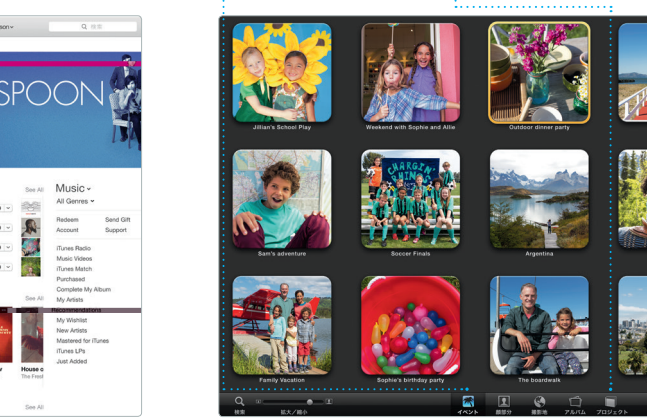 son
検索
SPOON
See All
Music
All Genres
Redeem Send Gift
Account Support
iTunes Radio
Music Videos
iTunes Match
Purchased
Complete My Album
My Artists
See All
Recommendations
My Wishlist
New Artists
Mastered for iTunes
iTunes LPs
Just Added
House o
The Fresl
See All
Jillian's School Play
Weekend with Sophie and Allie
Outdoor dinner party
CHARGIN' RHINOS
Sam's adventure
Soccer Finals
Argentina
Family Vacation
Sophie's birthday party
The boardwalk
検索
拡大/縮小
イベント
顔部分
撮影地
アルバム
プロジェクト